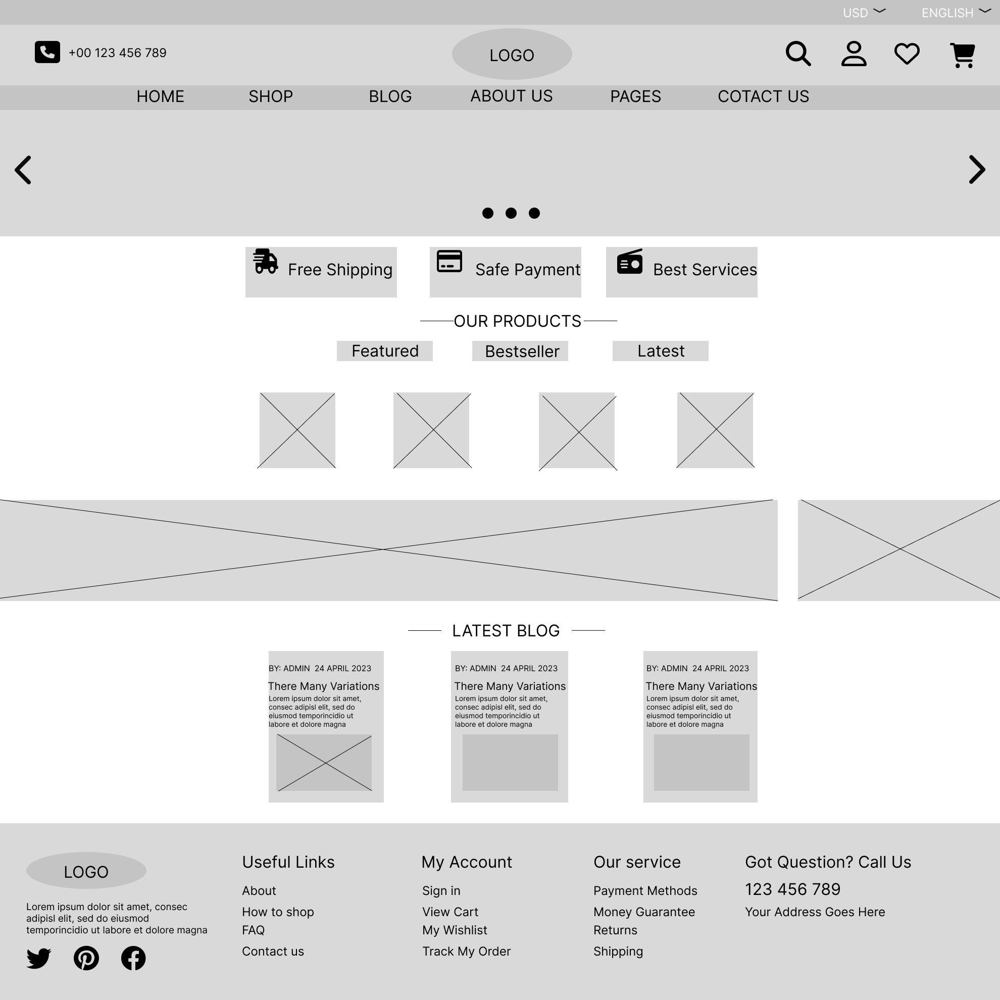 USD ENGLISH
+00 123 456 789
LOGO
HOME SHOP BLOG ABOUT US PAGES COTACT US
Free Shipping
Safe Payment
Best Services
OUR PRODUCTS
Featured
Bestseller
Latest
LATEST BLOG
BY: ADMIN 24 APRIL 2023
There Many Variations
Lorem ipsum dolor sit amet,
consec adipisl elit, sed do
eiusmod temporincidio ut
labore et dolore magna
BY: ADMIN 24 APRIL 2023
There Many Variations
Lorem ipsum dolor sit amet,
consec adipisl elit, sed do
eiusmod temporincidio ut
labore et dolore magna
BY: ADMIN 24 APRIL 2023
There Many Variations
Lorem ipsum dolor sit amet,
consec adipisl elit, sed do
eiusmod temporincidio ut
labore et dolore magna
LOGO
Lorem ipsum dolor sit amet, consec
adipisl elit, sed do eiusmod
temporincidio ut labore et dolore magna
Useful Links
About
How to shop
FAQ
Contact us
My Account
Sign in
View Cart
My Wishlist
Track My Order
Our service
Payment Methods
Money Guarantee
Returns
Shipping
Got Question? Call Us
123 456 789
Your Address Goes Here